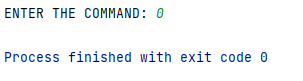 ENTER THE COMMAND: 0
Process finished with exit code 0